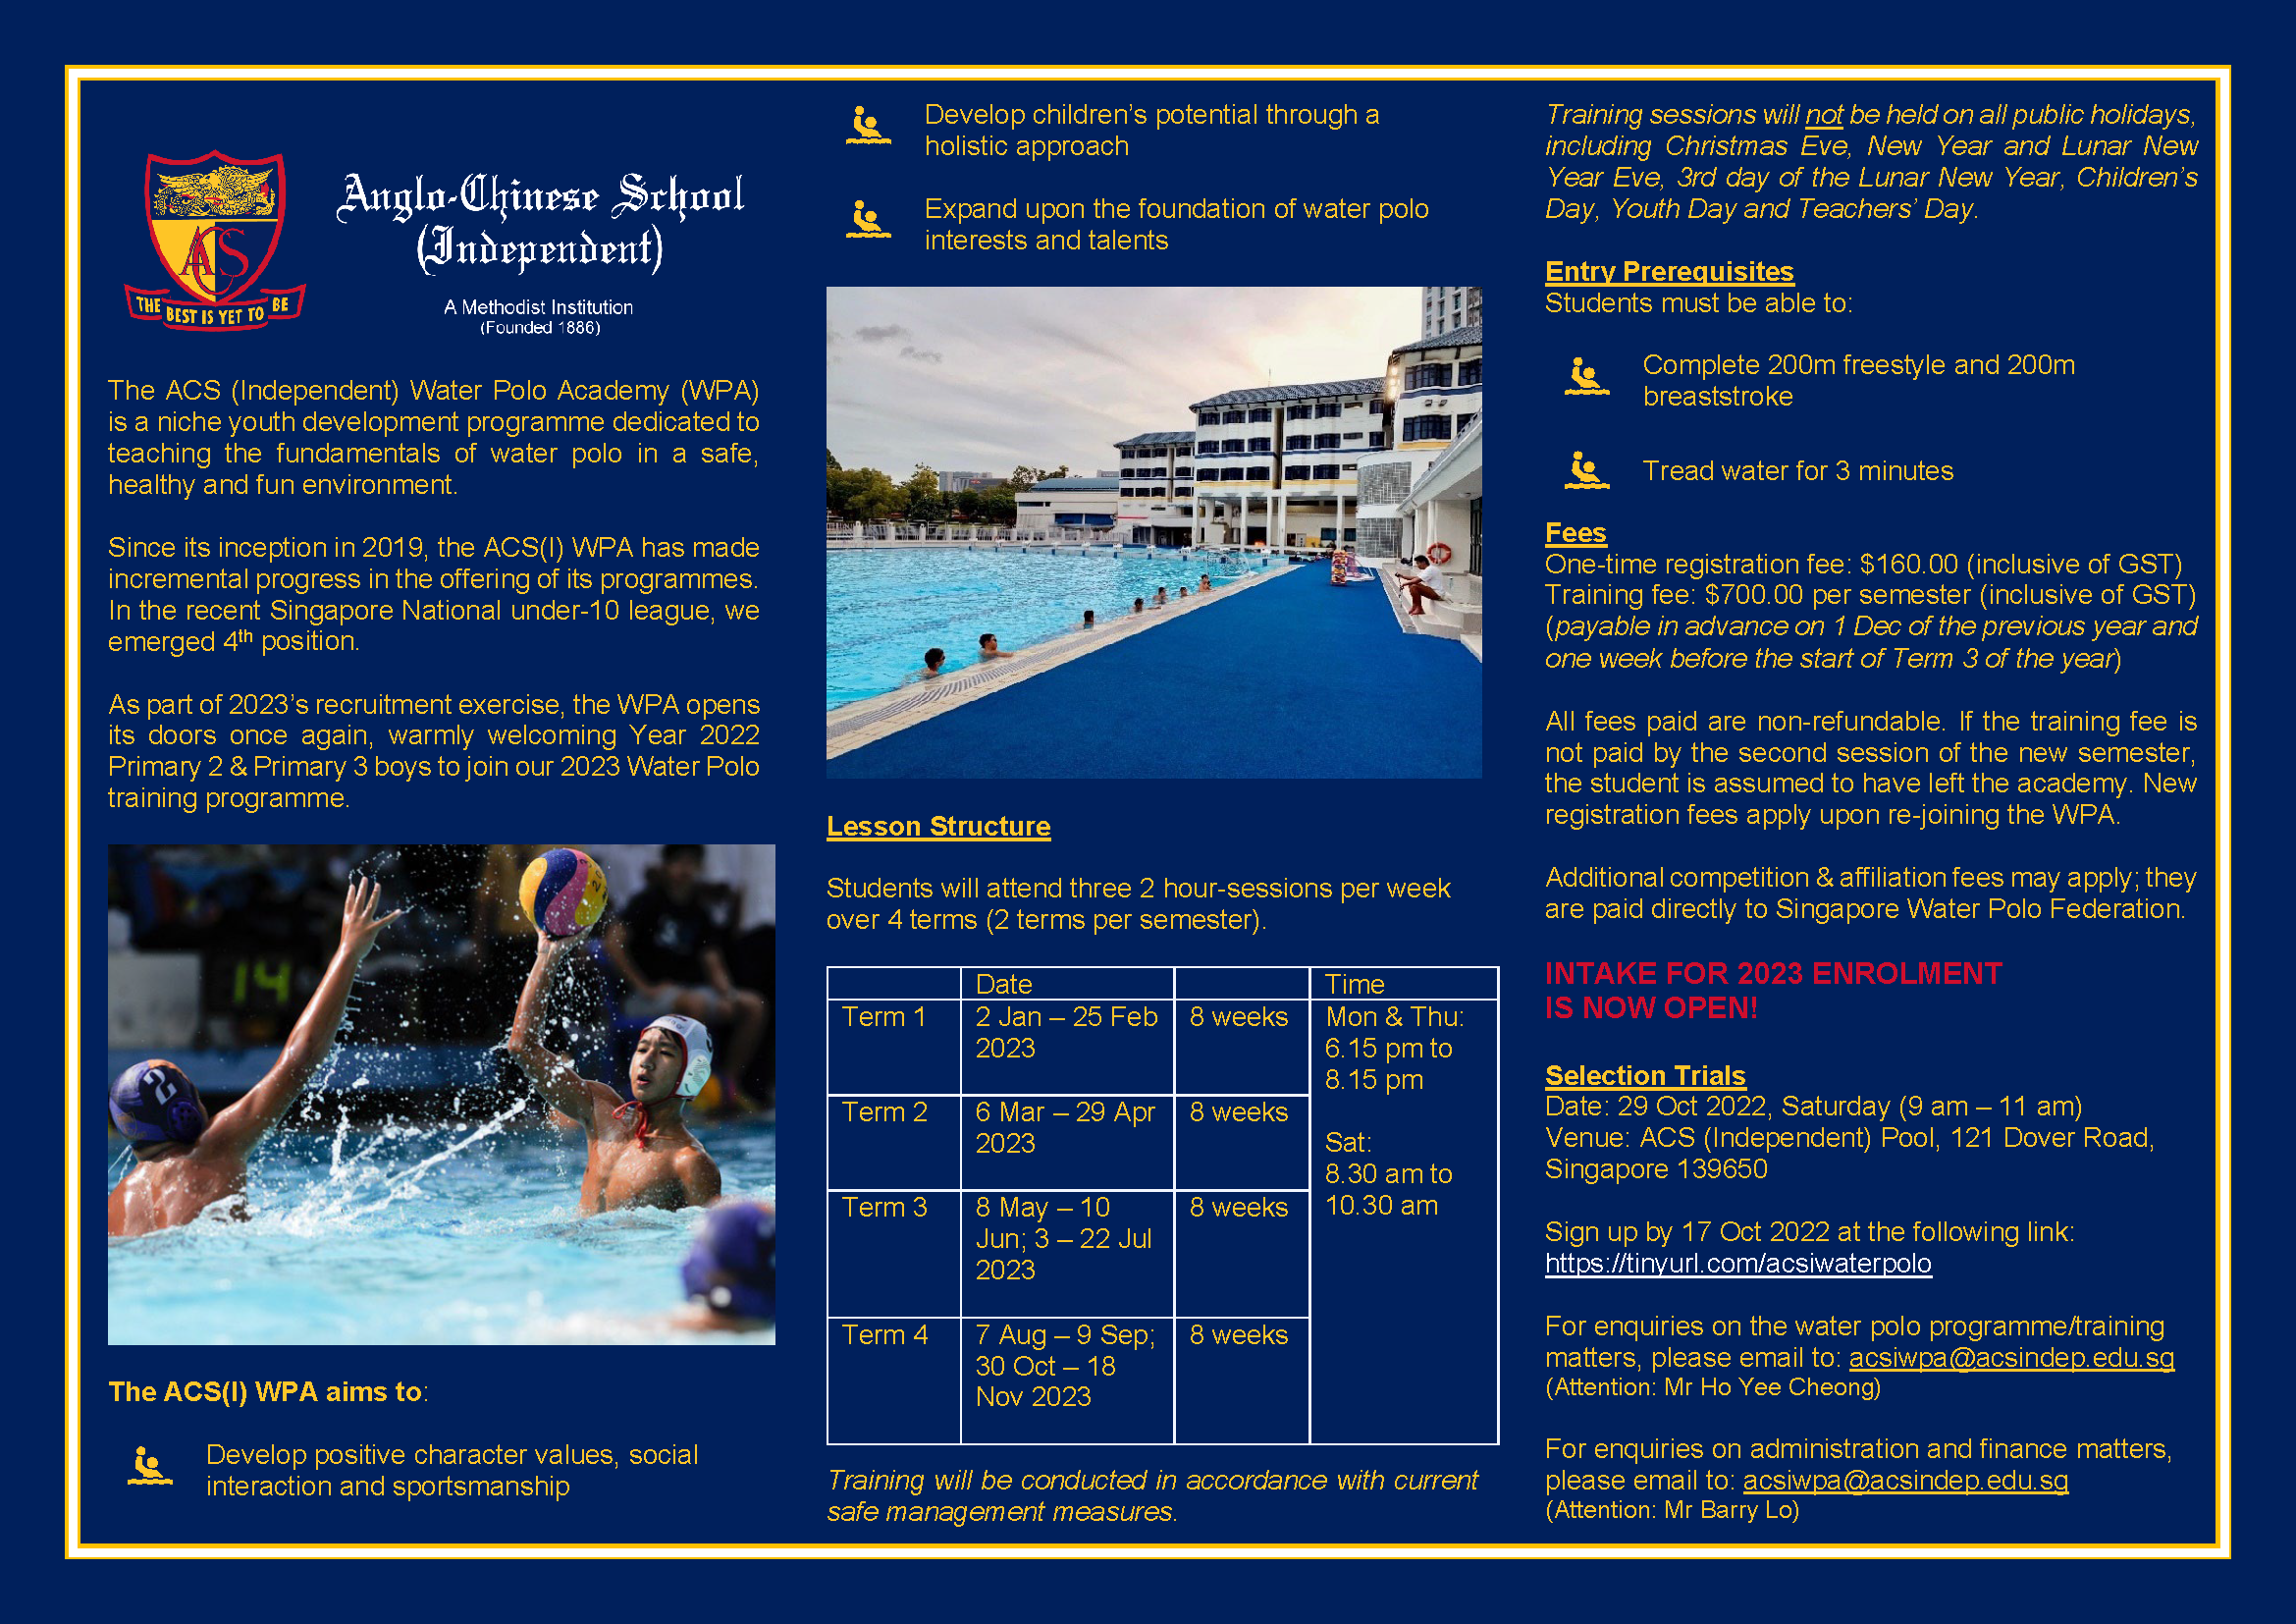 Anglo-Chinese School
(Independent)
A Methodist Institution
(Founded 1886)
ACS
THE BEST IS YET TO BE
The ACS (Independent) Water Polo Academy (WPA)
is a niche youth development programme dedicated to
teaching the fundamentals of water polo in a safe,
healthy and fun environment.
Since its inception in 2019, the ACS(I) WPA has made
incremental progress in the offering of its programmes.
In the recent Singapore National under-10 league, we
emerged 4th position.
As part of 2023’s recruitment exercise, the WPA opens
its doors once again, warmly welcoming Year 2022
Primary 2 & Primary 3 boys to join our 2023 Water Polo
training programme.
14
2
The ACS(I) WPA aims to:
Develop positive character values, social
interaction and sportsmanship
Develop children’s potential through a
holistic approach
Expand upon the foundation of water polo
interests and talents
Lesson Structure
Students will attend three 2 hour-sessions per week
over 4 terms (2 terms per semester).
Date Time
Term 1 2 Jan – 25 Feb 8 weeks Mon & Thu:
2023 6.15 pm to
8.15 pm
Term 2 6 Mar – 29 Apr 8 weeks
2023 Sat:
8.30 am to
Term 3 8 May – 10 8 weeks 10.30 am
Jun; 3 – 22 Jul
2023
Term 4 7 Aug – 9 Sep; 8 weeks
30 Oct – 18
Nov 2023
Training will be conducted in accordance with current
safe management measures.
Training sessions will not be held on all public holidays,
including Christmas Eve, New Year and Lunar New
Year Eve, 3rd day of the Lunar New Year, Children’s
Day, Youth Day and Teachers’ Day.
Entry Prerequisites
Students must be able to:
Complete 200m freestyle and 200m
breaststroke
Tread water for 3 minutes
Fees
One-time registration fee: $160.00 (inclusive of GST)
Training fee: $700.00 per semester (inclusive of GST)
(payable in advance on 1 Dec of the previous year and
one week before the start of Term 3 of the year)
All fees paid are non-refundable. If the training fee is
not paid by the second session of the new semester,
the student is assumed to have left the academy. New
registration fees apply upon re-joining the WPA.
Additional competition & affiliation fees may apply; they
are paid directly to Singapore Water Polo Federation.
INTAKE FOR 2023 ENROLMENT
IS NOW OPEN!
Selection Trials
Date: 29 Oct 2022, Saturday (9 am – 11 am)
Venue: ACS (Independent) Pool, 121 Dover Road,
Singapore 139650
Sign up by 17 Oct 2022 at the following link:
https://tinyurl.com/acsiwaterpolo
For enquiries on the water polo programme/training
matters, please email to: acsiwpa@acsindep.edu.sg
(Attention: Mr Ho Yee Cheong)
For enquiries on administration and finance matters,
please email to: acsiwpa@acsindep.edu.sg
(Attention: Mr Barry Lo)